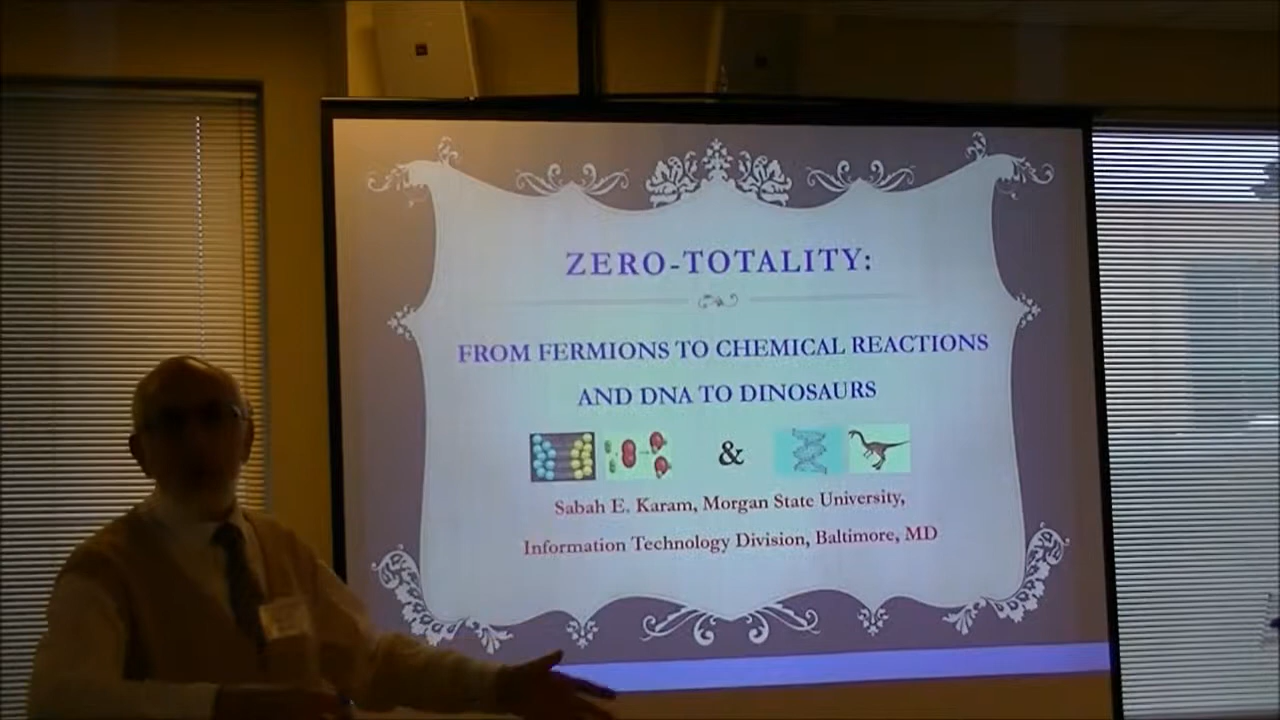 ZERO-TOTALITY:
FROM FERMIONS TO CHEMICAL REACTIONS
AND DNA TO DINOSAURS
&
Sabah E. Karam, Morgan State University,
Information Technology Division, Baltimore, MD